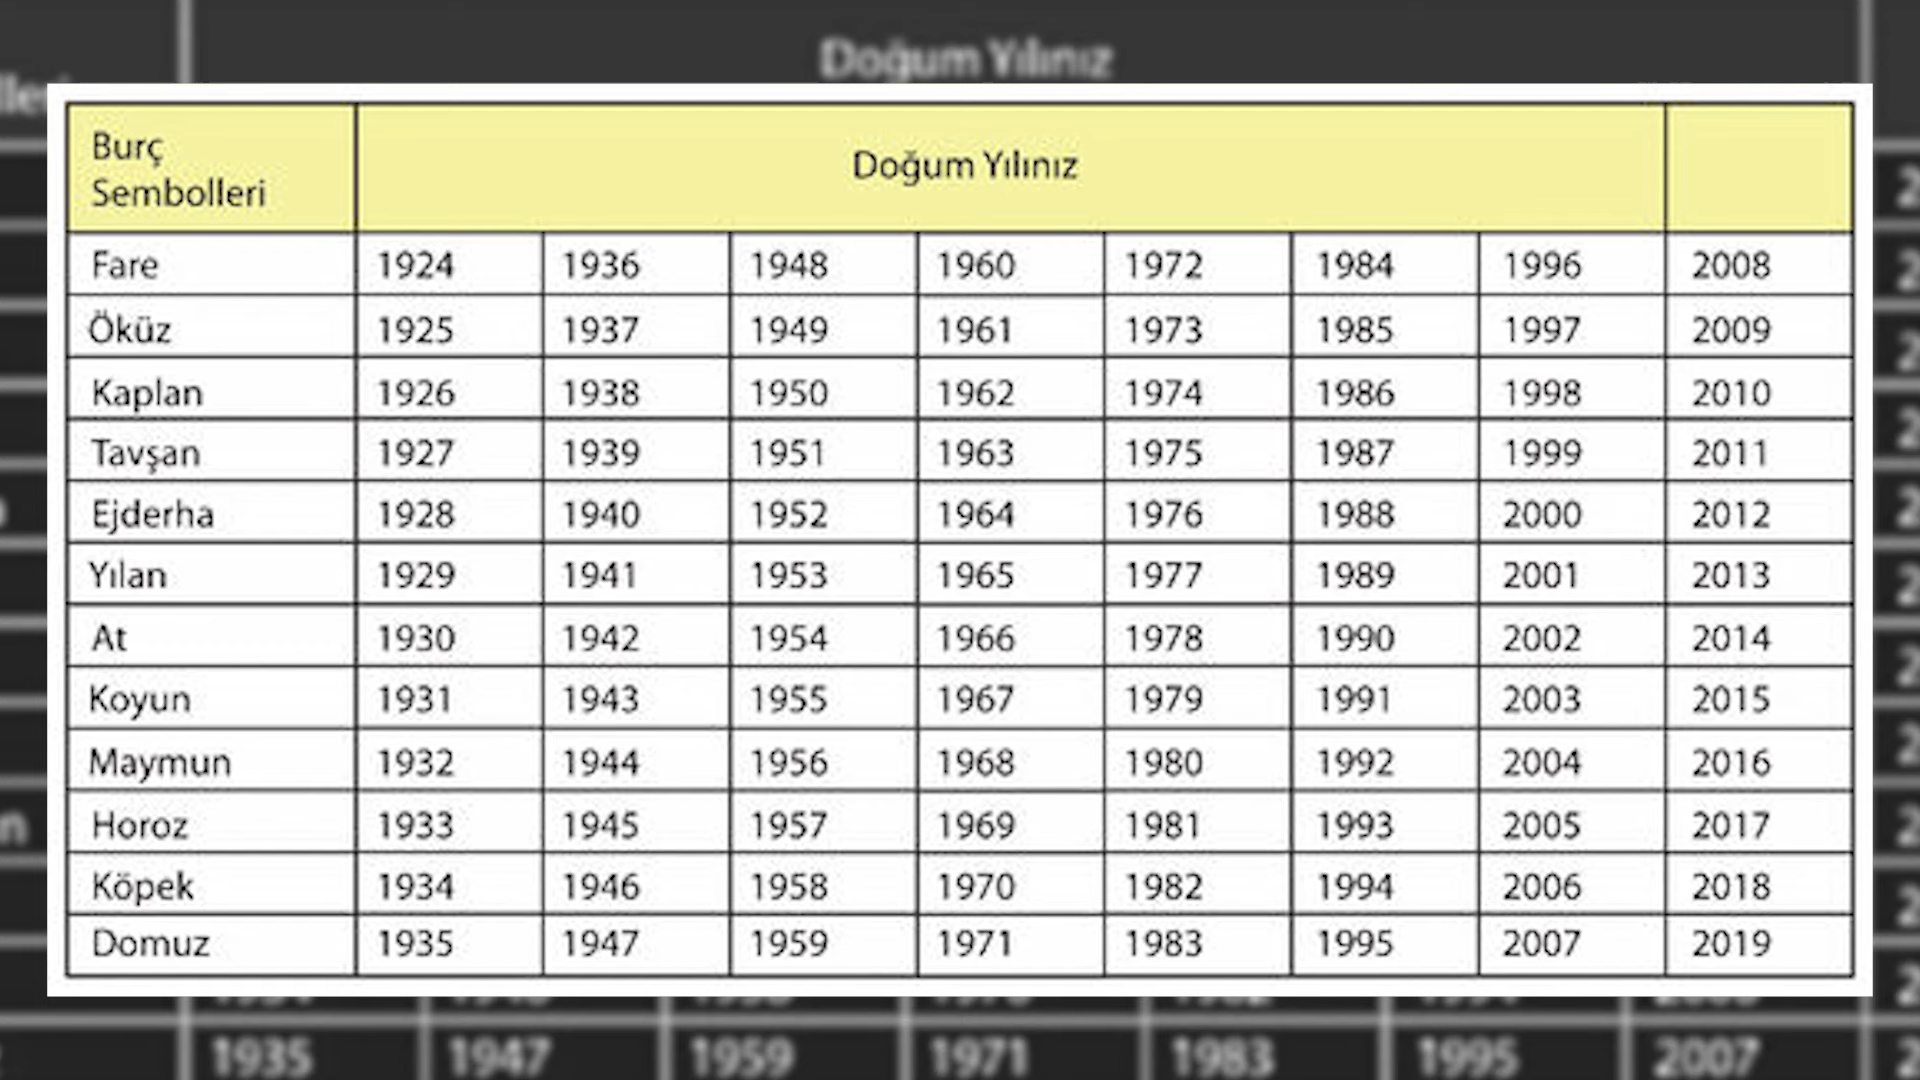 Doğum Yılınız
Burç
Sembolleri
Doğum Yılınız
Fare 1924 1936 1948 1960 1972 1984 1996 2008
Öküz 1925 1937 1949 1961 1973 1985 1997 2009
Kaplan 1926 1938 1950 1962 1974 1986 1998 2010
Tavşan 1927 1939 1951 1963 1975 1987 1999 2011
Ejderha 1928 1940 1952 1964 1976 1988 2000 2012
Yılan 1929 1941 1953 1965 1977 1989 2001 2013
At 1930 1942 1954 1966 1978 1990 2002 2014
Koyun 1931 1943 1955 1967 1979 1991 2003 2015
Maymun 1932 1944 1956 1968 1980 1992 2004 2016
Horoz 1933 1945 1957 1969 1981 1993 2005 2017
Köpek 1934 1946 1958 1970 1982 1994 2006 2018
Domuz 1935 1947 1959 1971 1983 1995 2007 2019
1935 1947 1959 1971 1983 1995 2007